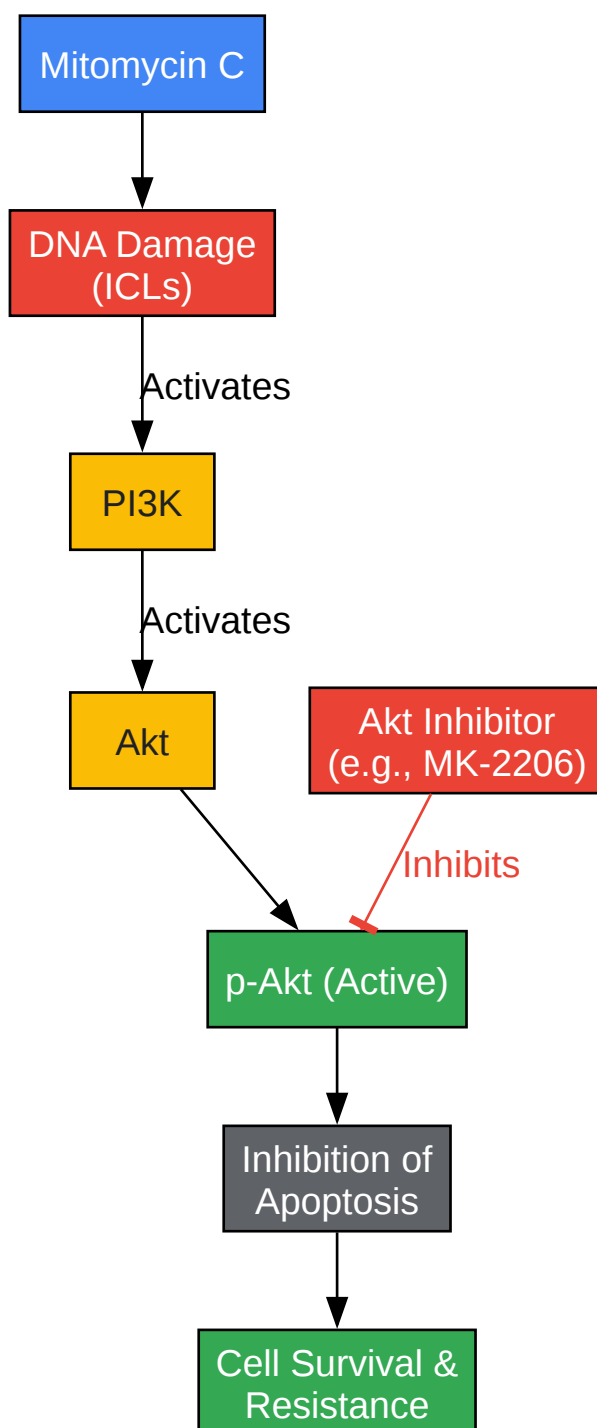 Mitomycin C
DNA Damage
(ICLs)
Activates
PI3K
Activates
Akt
Akt Inhibitor
(e.g., MK-2206)
Inhibits
p-Akt (Active)
Inhibition of
Apoptosis
Cell Survival &
Resistance